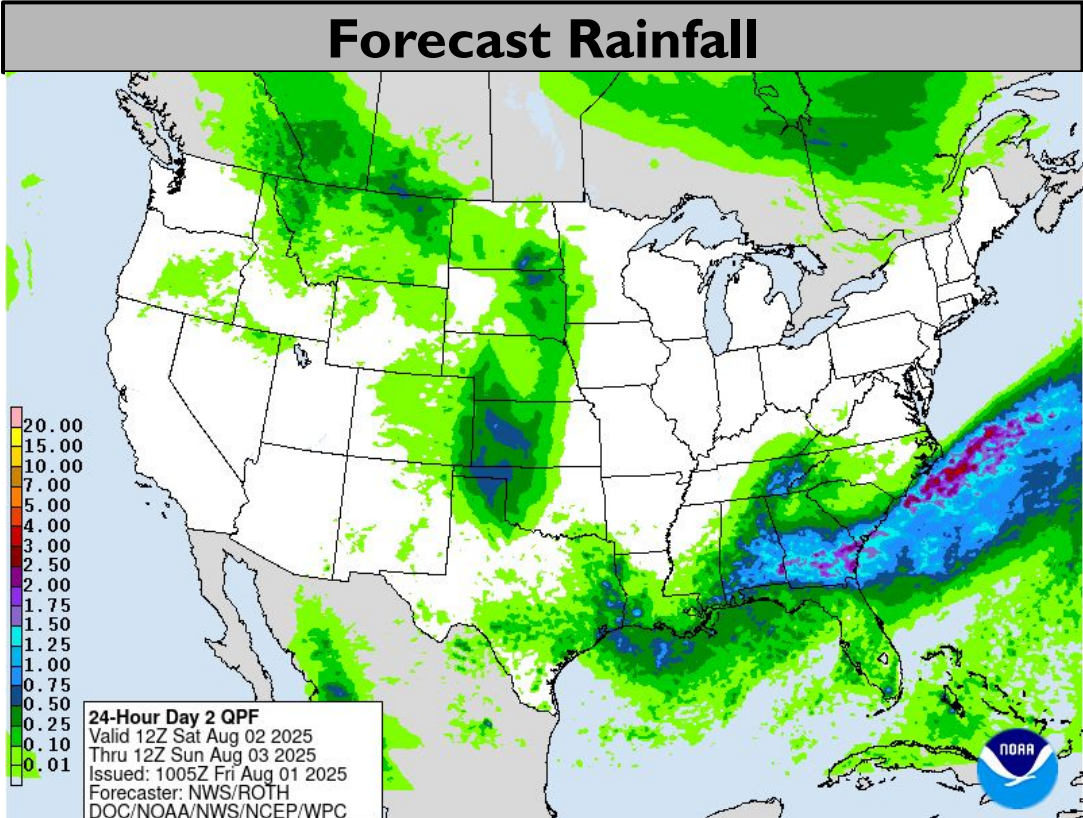 Forecast Rainfall
20.00
15.00
10.00
7.00
5.00
4.00
3.00
2.50
2.00
1.75
1.50
1.25
1.00
0.75
0.50
0.25
0.10
0.01
24-Hour Day 2 QPF
Valid 12Z Sat Aug 02 2025
Thru 12Z Sun Aug 03 2025
Issued: 1005Z Fri Aug 01 2025
Forecaster: NWS/ROTH
DOC/NOAA/NWS/NCEP/WPC
NOAA